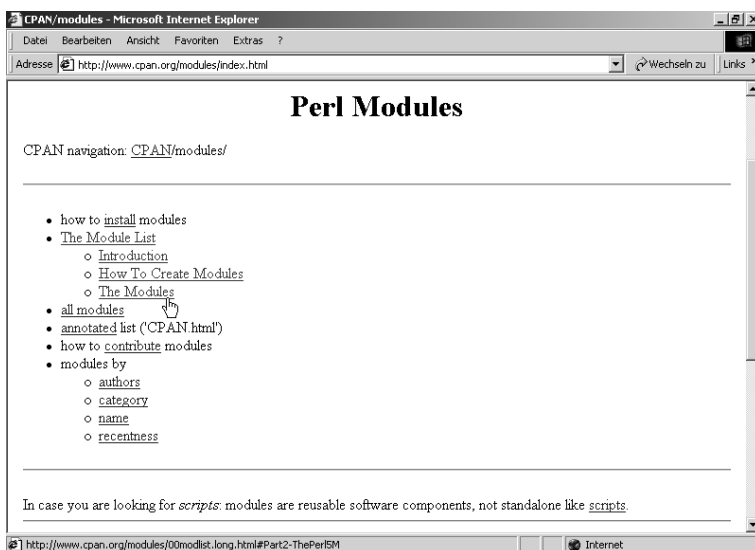 CPAN/modules - Microsoft Internet Explorer
Datei Bearbeiten Ansicht Favoriten Extras ?
Adresse http://www.cpan.org/modules/index.html Wechseln zu Links
Perl Modules
CPAN navigation: CPAN/modules/
how to install modules
The Module List
Introduction
How To Create Modules
The Modules
all modules
annotated list ('CPAN.html')
how to contribute modules
modules by
authors
category
name
recentness
In case you are looking for scripts: modules are reusable software components, not standalone like scripts.
http://www.cpan.org/modules/00modlist.long.html#Part2-ThePerl5M Internet